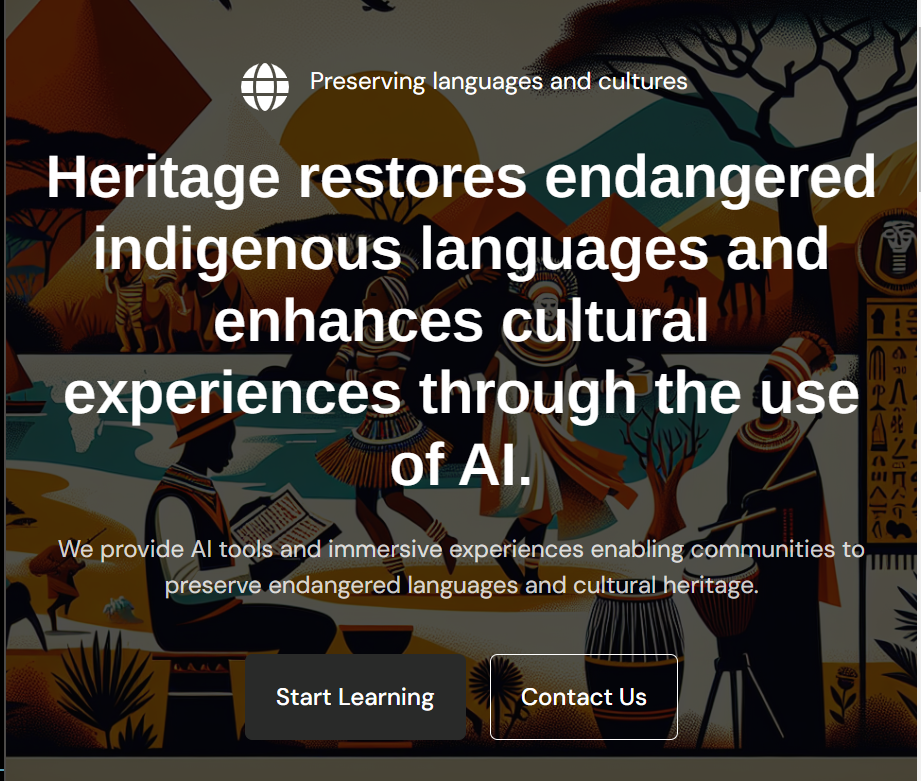 Preserving languages and cultures
Heritage restores endangered
indigenous languages and
enhances cultural
experiences through the use
of AI.
We provide AI tools and immersive experiences enabling communities to
preserve endangered languages and cultural heritage.
Start Learning
Contact Us